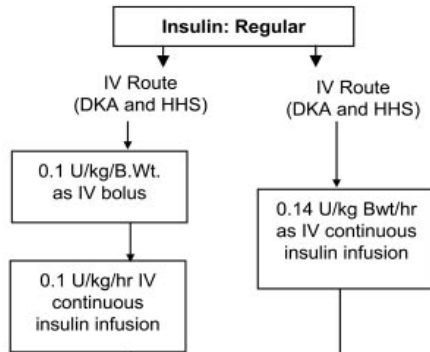 Insulin: Regular
IV Route
(DKA and HHS)
0.1 U/kg/B.Wt.
as IV bolus
0.1 U/kg/hr IV
continuous
insulin infusion
IV Route
(DKA and HHS)
0.14 U/kg Bwt/hr
as IV continuous
insulin infusion